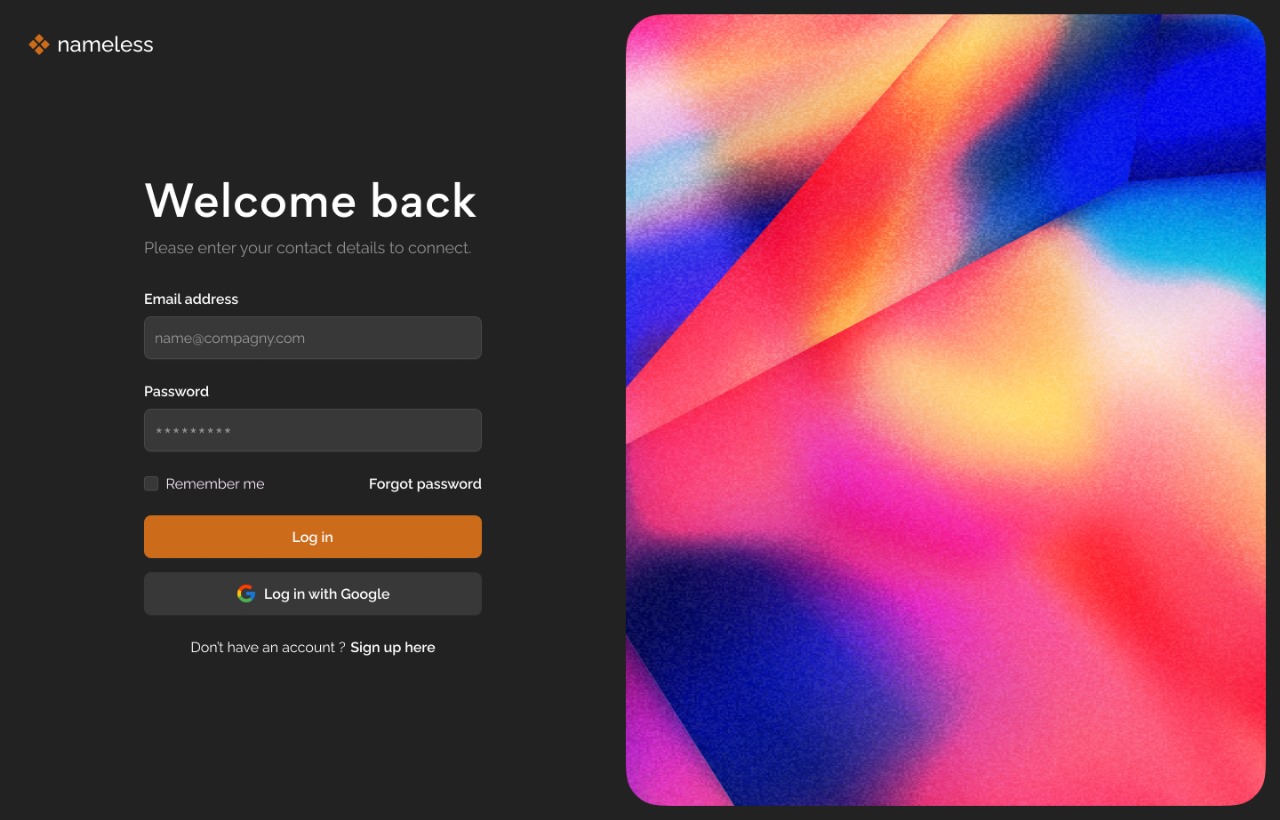 nameless
Welcome back
Please enter your contact details to connect.
Email address
name@compagny.com
Password
*********
Remember me
Forgot password
Log in
Log in with Google
Don't have an account ? Sign up here